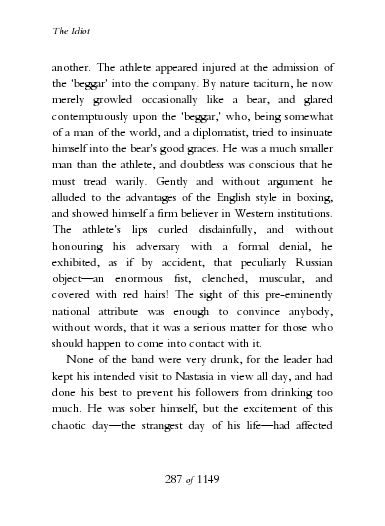 The Idiot
another. The athlete appeared injured at the admission of
the 'beggar' into the company. By nature taciturn, he now
merely growled occasionally like a bear, and glared
contemptuously upon the 'beggar,' who, being somewhat
of a man of the world, and a diplomatist, tried to insinuate
himself into the bear's good graces. He was a much smaller
man than the athlete, and doubtless was conscious that he
must tread warily. Gently and without argument he
alluded to the advantages of the English style in boxing,
and showed himself a firm believer in Western institutions.
The athlete's lips curled disdainfully, and without
honouring his adversary with a formal denial, he
exhibited, as if by accident, that peculiarly Russian
object—an enormous fist, clenched, muscular, and
covered with red hairs! The sight of this pre-eminently
national attribute was enough to convince anybody,
without words, that it was a serious matter for those who
should happen to come into contact with it.
None of the band were very drunk, for the leader had
kept his intended visit to Nastasia in view all day, and had
done his best to prevent his followers from drinking too
much. He was sober himself, but the excitement of this
chaotic day—the strangest day of his life—had affected
287 of 1149